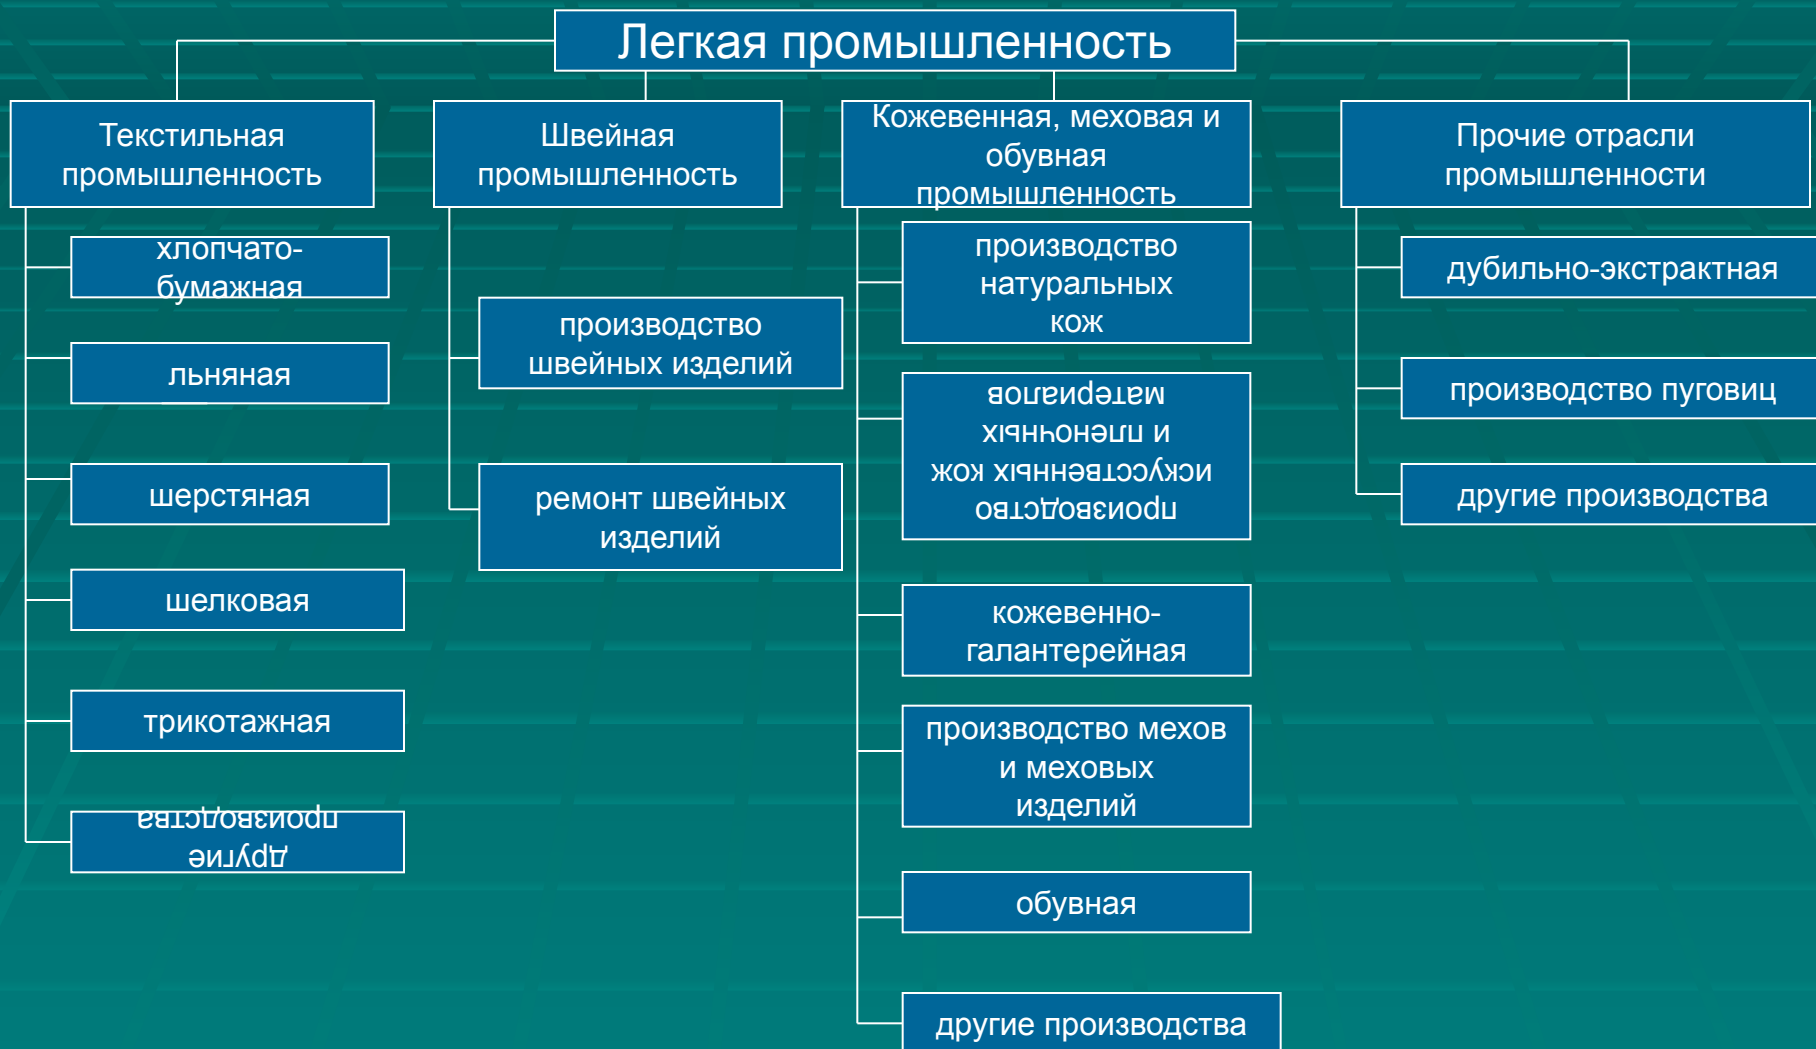 Легкая промышленность
Текстильная
промышленность
хлопчато-
бумажная
льняная
шерстяная
шелковая
трикотажная
другие
производства
Швейная
промышленность
производство
швейных изделий
ремонт швейных
изделий
Кожевенная, меховая и
обувная
промышленность
производство
натуральных
кож
производство
искусственных кож
и пленочных
материалов
кожевенно-
галантерейная
производство мехов
и меховых
изделий
обувная
другие производства
Прочие отрасли
промышленности
дубильно-экстрактная
производство пуговиц
другие производства